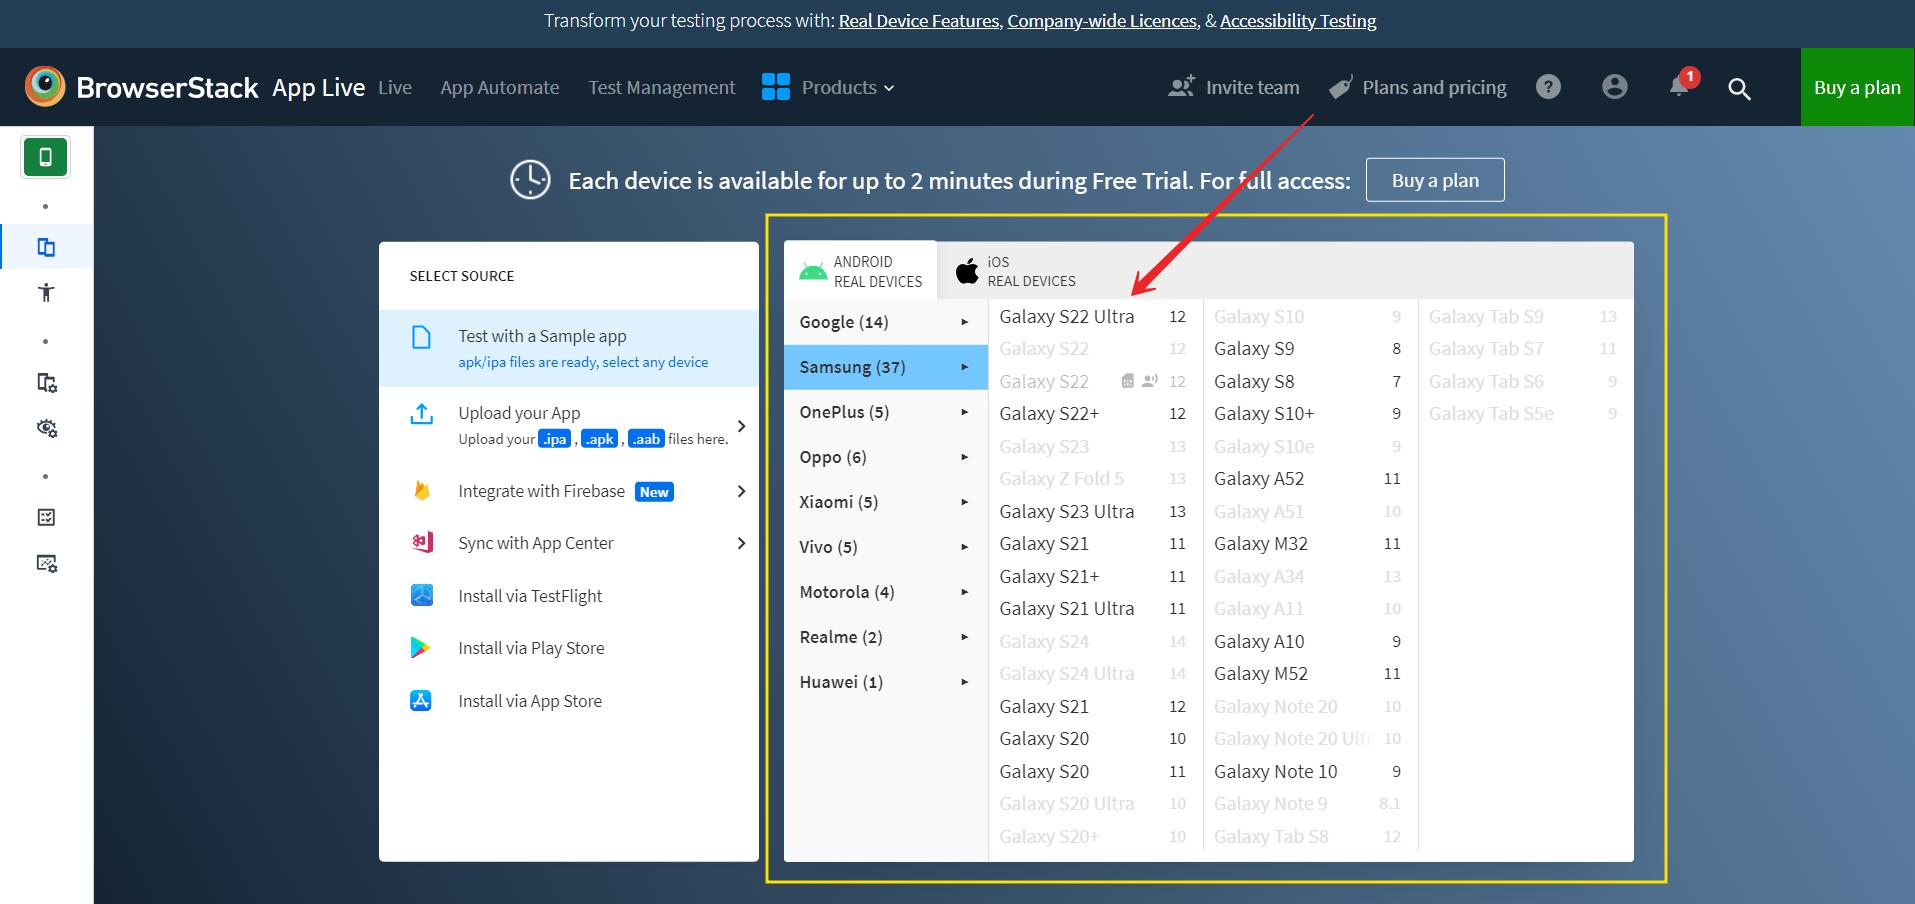 Transform your testing process with: Real Device Features, Company-wide Licences, & Accessibility Testing
BrowserStack App Live Live App Automate Test Management Products Invite team Plans and pricing ? 1 Buy a plan
Each device is available for up to 2 minutes during Free Trial. For full access: Buy a plan
SELECT SOURCE
Test with a Sample app
apk/ipa files are ready, select any device
Upload your App
Upload your .ipa , .apk , .aab files here.
Integrate with Firebase New
Sync with App Center
Install via TestFlight
Install via Play Store
Install via App Store
ANDROID
REAL DEVICES
iOS
REAL DEVICES
Google (14)
Samsung (37)
OnePlus (5)
Oppo (6)
Xiaomi (5)
Vivo (5)
Motorola (4)
Realme (2)
Huawei (1)
Galaxy S22 Ultra 12
Galaxy S22 12
Galaxy S22 12
Galaxy S22+ 12
Galaxy S23 13
Galaxy Z Fold 5 13
Galaxy S23 Ultra 13
Galaxy S21 11
Galaxy S21+ 11
Galaxy S21 Ultra 11
Galaxy S24 14
Galaxy S24 Ultra 14
Galaxy S21 12
Galaxy S20 10
Galaxy S20 11
Galaxy S20 Ultra 10
Galaxy S20+ 10
Galaxy S10 9
Galaxy S9 8
Galaxy S8 7
Galaxy S10+ 9
Galaxy S10e 9
Galaxy A52 11
Galaxy A51 10
Galaxy M32 11
Galaxy A34 13
Galaxy A11 10
Galaxy A10 9
Galaxy M52 11
Galaxy Note 20 10
Galaxy Note 20 Ult 10
Galaxy Note 10 9
Galaxy Note 9 8.1
Galaxy Tab S8 12
Galaxy Tab S9 13
Galaxy Tab S7 11
Galaxy Tab S6 9
Galaxy Tab S5e 9